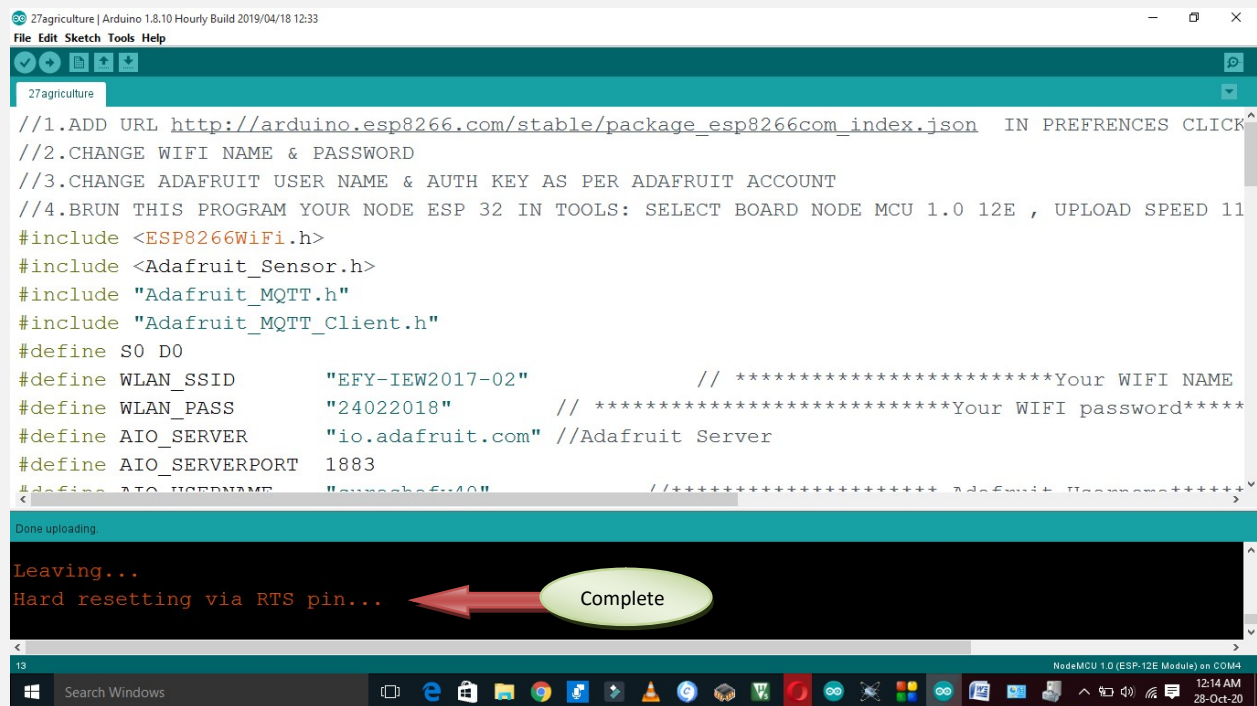 27agriculture | Arduino 1.8.10 Hourly Build 2019/04/18 12:33
File Edit Sketch Tools Help
27agriculture
//1.ADD URL http://arduino.esp8266.com/stable/package_esp8266com_index.json IN PREFRENCES CLICK
//2.CHANGE WIFI NAME & PASSWORD
//3.CHANGE ADAFRUIT USER NAME & AUTH KEY AS PER ADAFRUIT ACCOUNT
//4.BRUN THIS PROGRAM YOUR NODE ESP 32 IN TOOLS: SELECT BOARD NODE MCU 1.0 12E , UPLOAD SPEED 11
#include <ESP8266WiFi.h>
#include <Adafruit_Sensor.h>
#include "Adafruit_MQTT.h"
#include "Adafruit_MQTT_Client.h"
#define S0 D0
#define WLAN_SSID "EFY-IEW2017-02" // *************************Your WIFI NAME
#define WLAN_PASS "24022018" // ****************************Your WIFI password*****
#define AIO_SERVER "io.adafruit.com" //Adafruit Server
#define AIO_SERVERPORT 1883
#define AIO_USERNAME //********************* Adafruit Username******
Done uploading.
Leaving...
Hard resetting via RTS pin...
Complete
13
NodeMCU 1.0 (ESP-12E Module) on COM4
Search Windows
12:14 AM
28-Oct-20